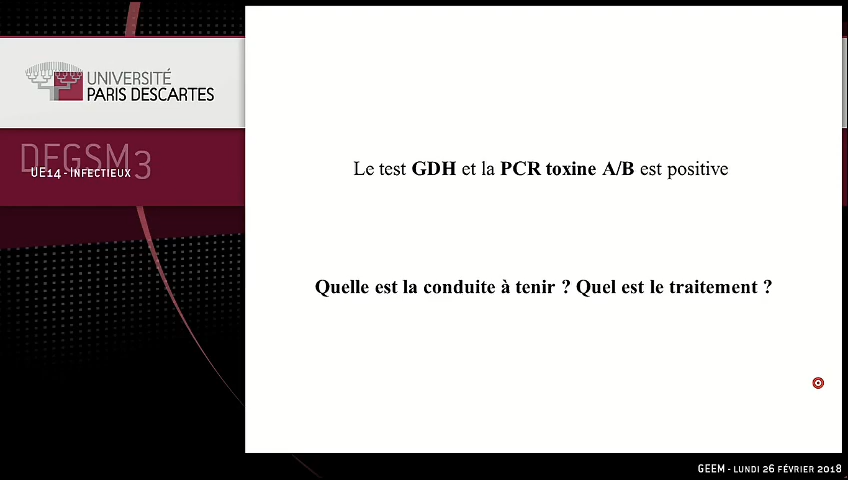 UNIVERSITÉ
PARIS DESCARTES
DFGSM3
UE14 - INFECTIEUX
Le test GDH et la PCR toxine A/B est positive
Quelle est la conduite à tenir ? Quel est le traitement ?
GEEM - LUNDI 26 FÉVRIER 2018